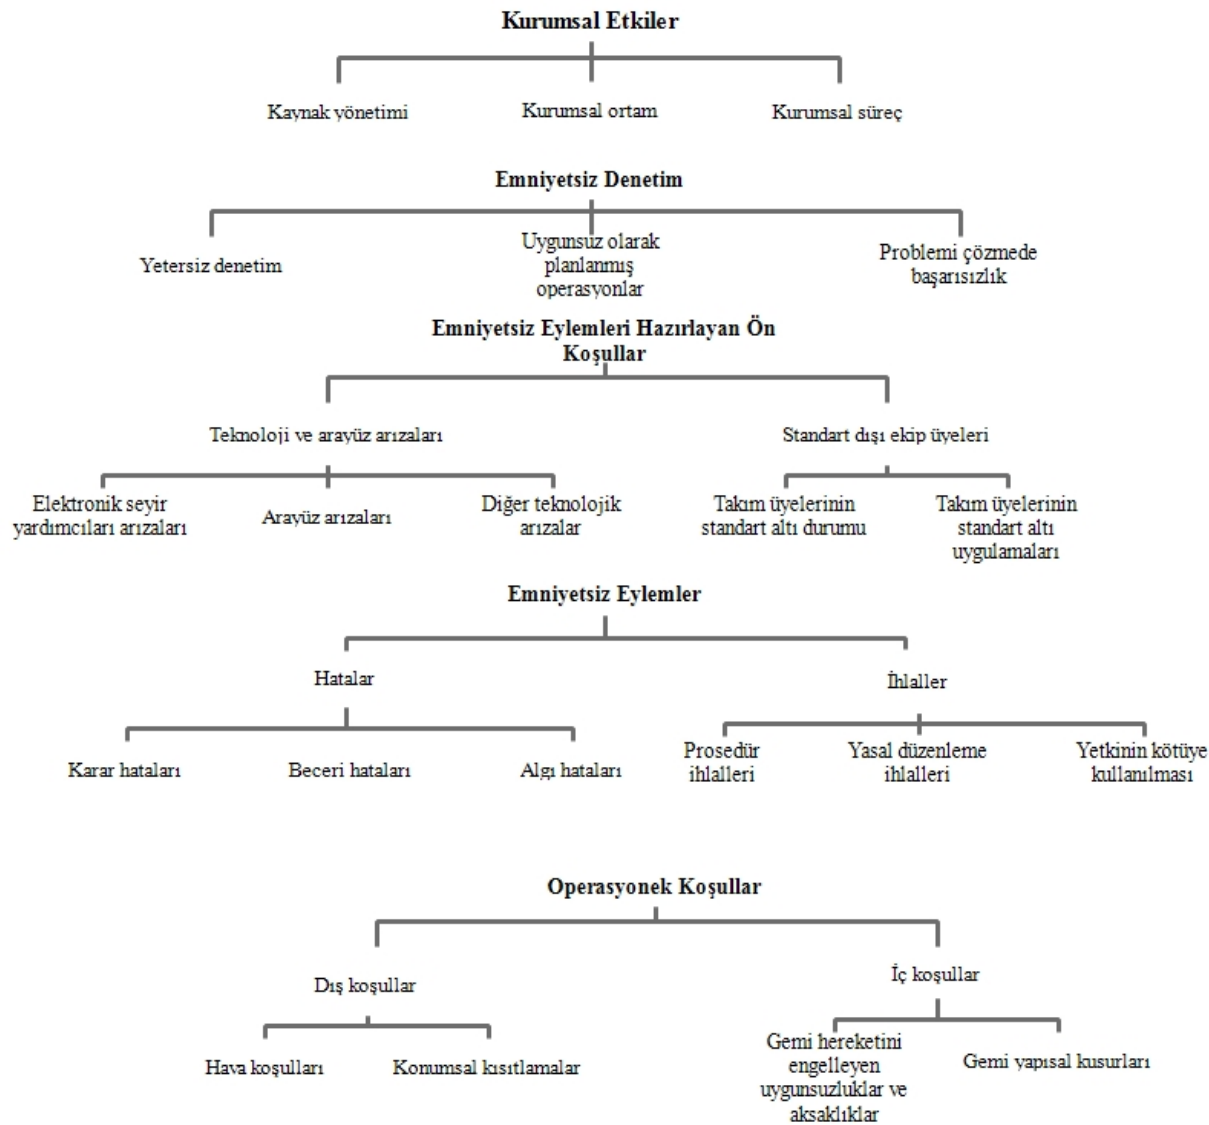 Kurumsal Etkiler
Kaynak yönetimi
Kurumsal ortam
Kurumsal süreç
Emniyetsiz Denetim
Yetersiz denetim
Uygunsuz olarak
planlanmış
operasyonlar
Problemi çözmede
başarısızlık
Emniyetsiz Eylemleri Hazırlayan Ön
Koşullar
Teknoloji ve arayüz arızaları
Standart dışı ekip üyeleri
Elektronik seyir
yardımcıları arızaları
Arayüz arızaları
Diğer teknolojik
arızalar
Takım üyelerinin
standart altı durumu
Takım üyelerinin
standart altı
uygulamaları
Emniyetsiz Eylemler
Hatalar
İhlaller
Karar hataları
Beceri hataları
Algı hataları
Prosedür
ihlalleri
Yasal düzenleme
ihlalleri
Yetkinin kötüye
kullanılması
Operasyonek Koşullar
Dış koşullar
İç koşullar
Hava koşulları
Konumsal kısıtlamalar
Gemi hereketini
engelleyen
uygunsuzluklar ve
aksaklıklar
Gemi yapısal kusurları